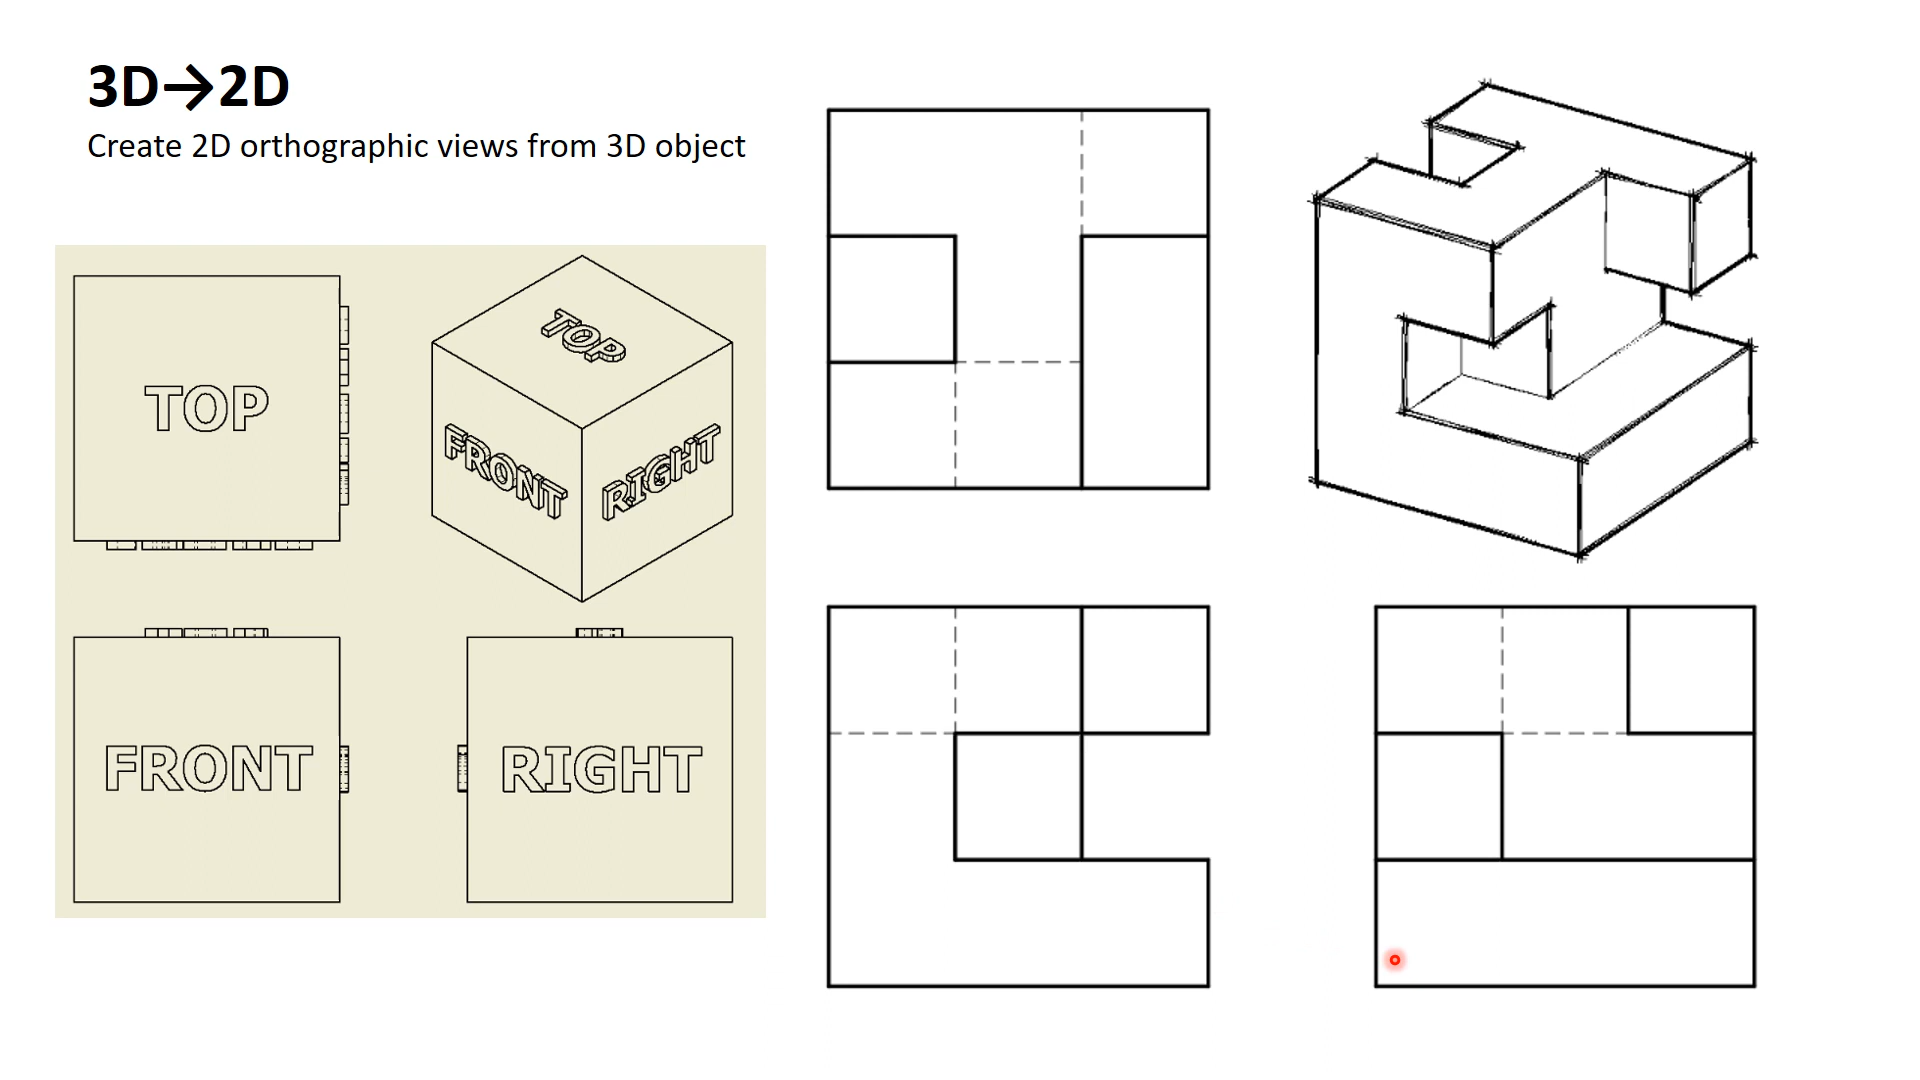 3D→2D
Create 2D orthographic views from 3D object
TOP
TOP
FRONT
RIGHT
FRONT
RIGHT